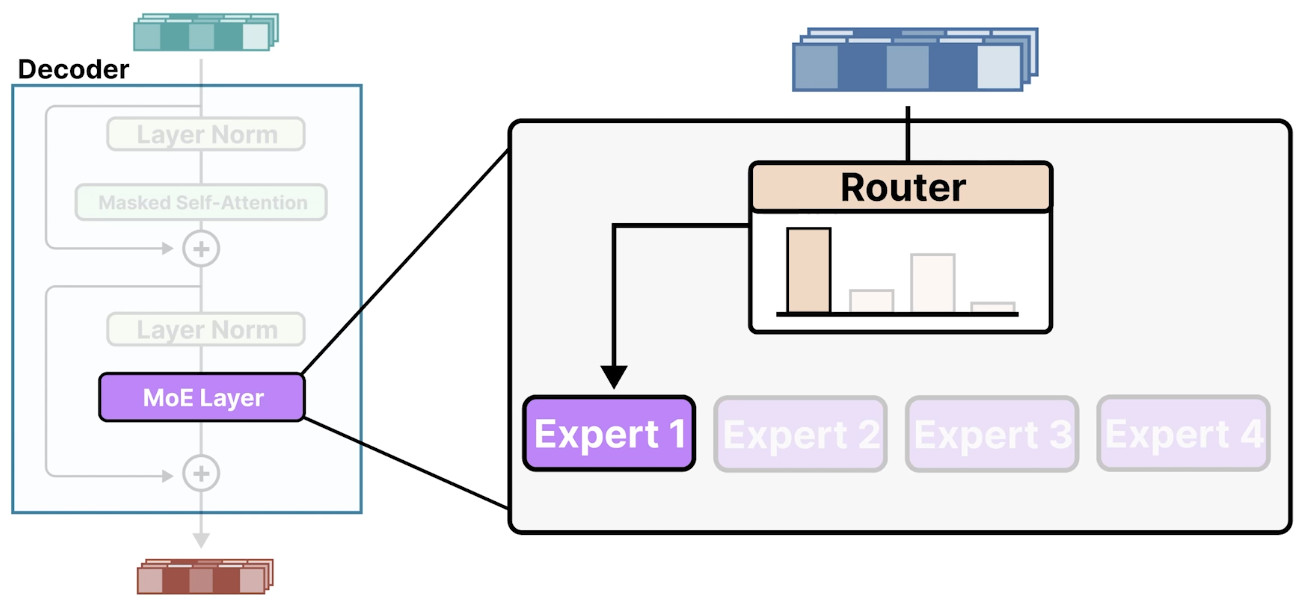 Decoder
Layer Norm
Masked Self-Attention
Layer Norm
MoE Layer
Router
Expert 1
Expert 2
Expert 3
Expert 4